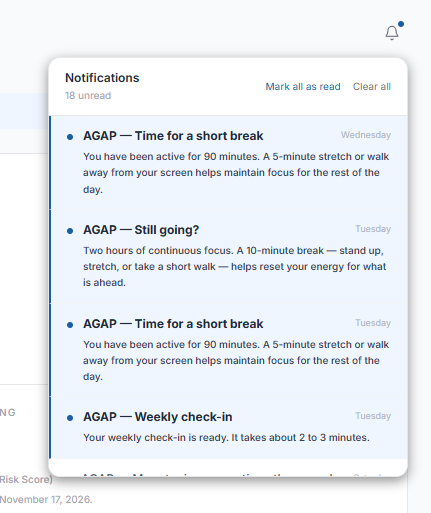 Notifications
18 unread
Mark all as read
Clear all
AGAP — Time for a short break
Wednesday
You have been active for 90 minutes. A 5-minute stretch or walk
away from your screen helps maintain focus for the rest of the
day.
AGAP — Still going?
Tuesday
Two hours of continuous focus. A 10-minute break — stand up,
stretch, or take a short walk — helps reset your energy for what
is ahead.
AGAP — Time for a short break
Tuesday
You have been active for 90 minutes. A 5-minute stretch or walk
away from your screen helps maintain focus for the rest of the
day.
AGAP — Weekly check-in
Tuesday
Your weekly check-in is ready. It takes about 2 to 3 minutes.
NG
Risk Score)
November 17, 2026.